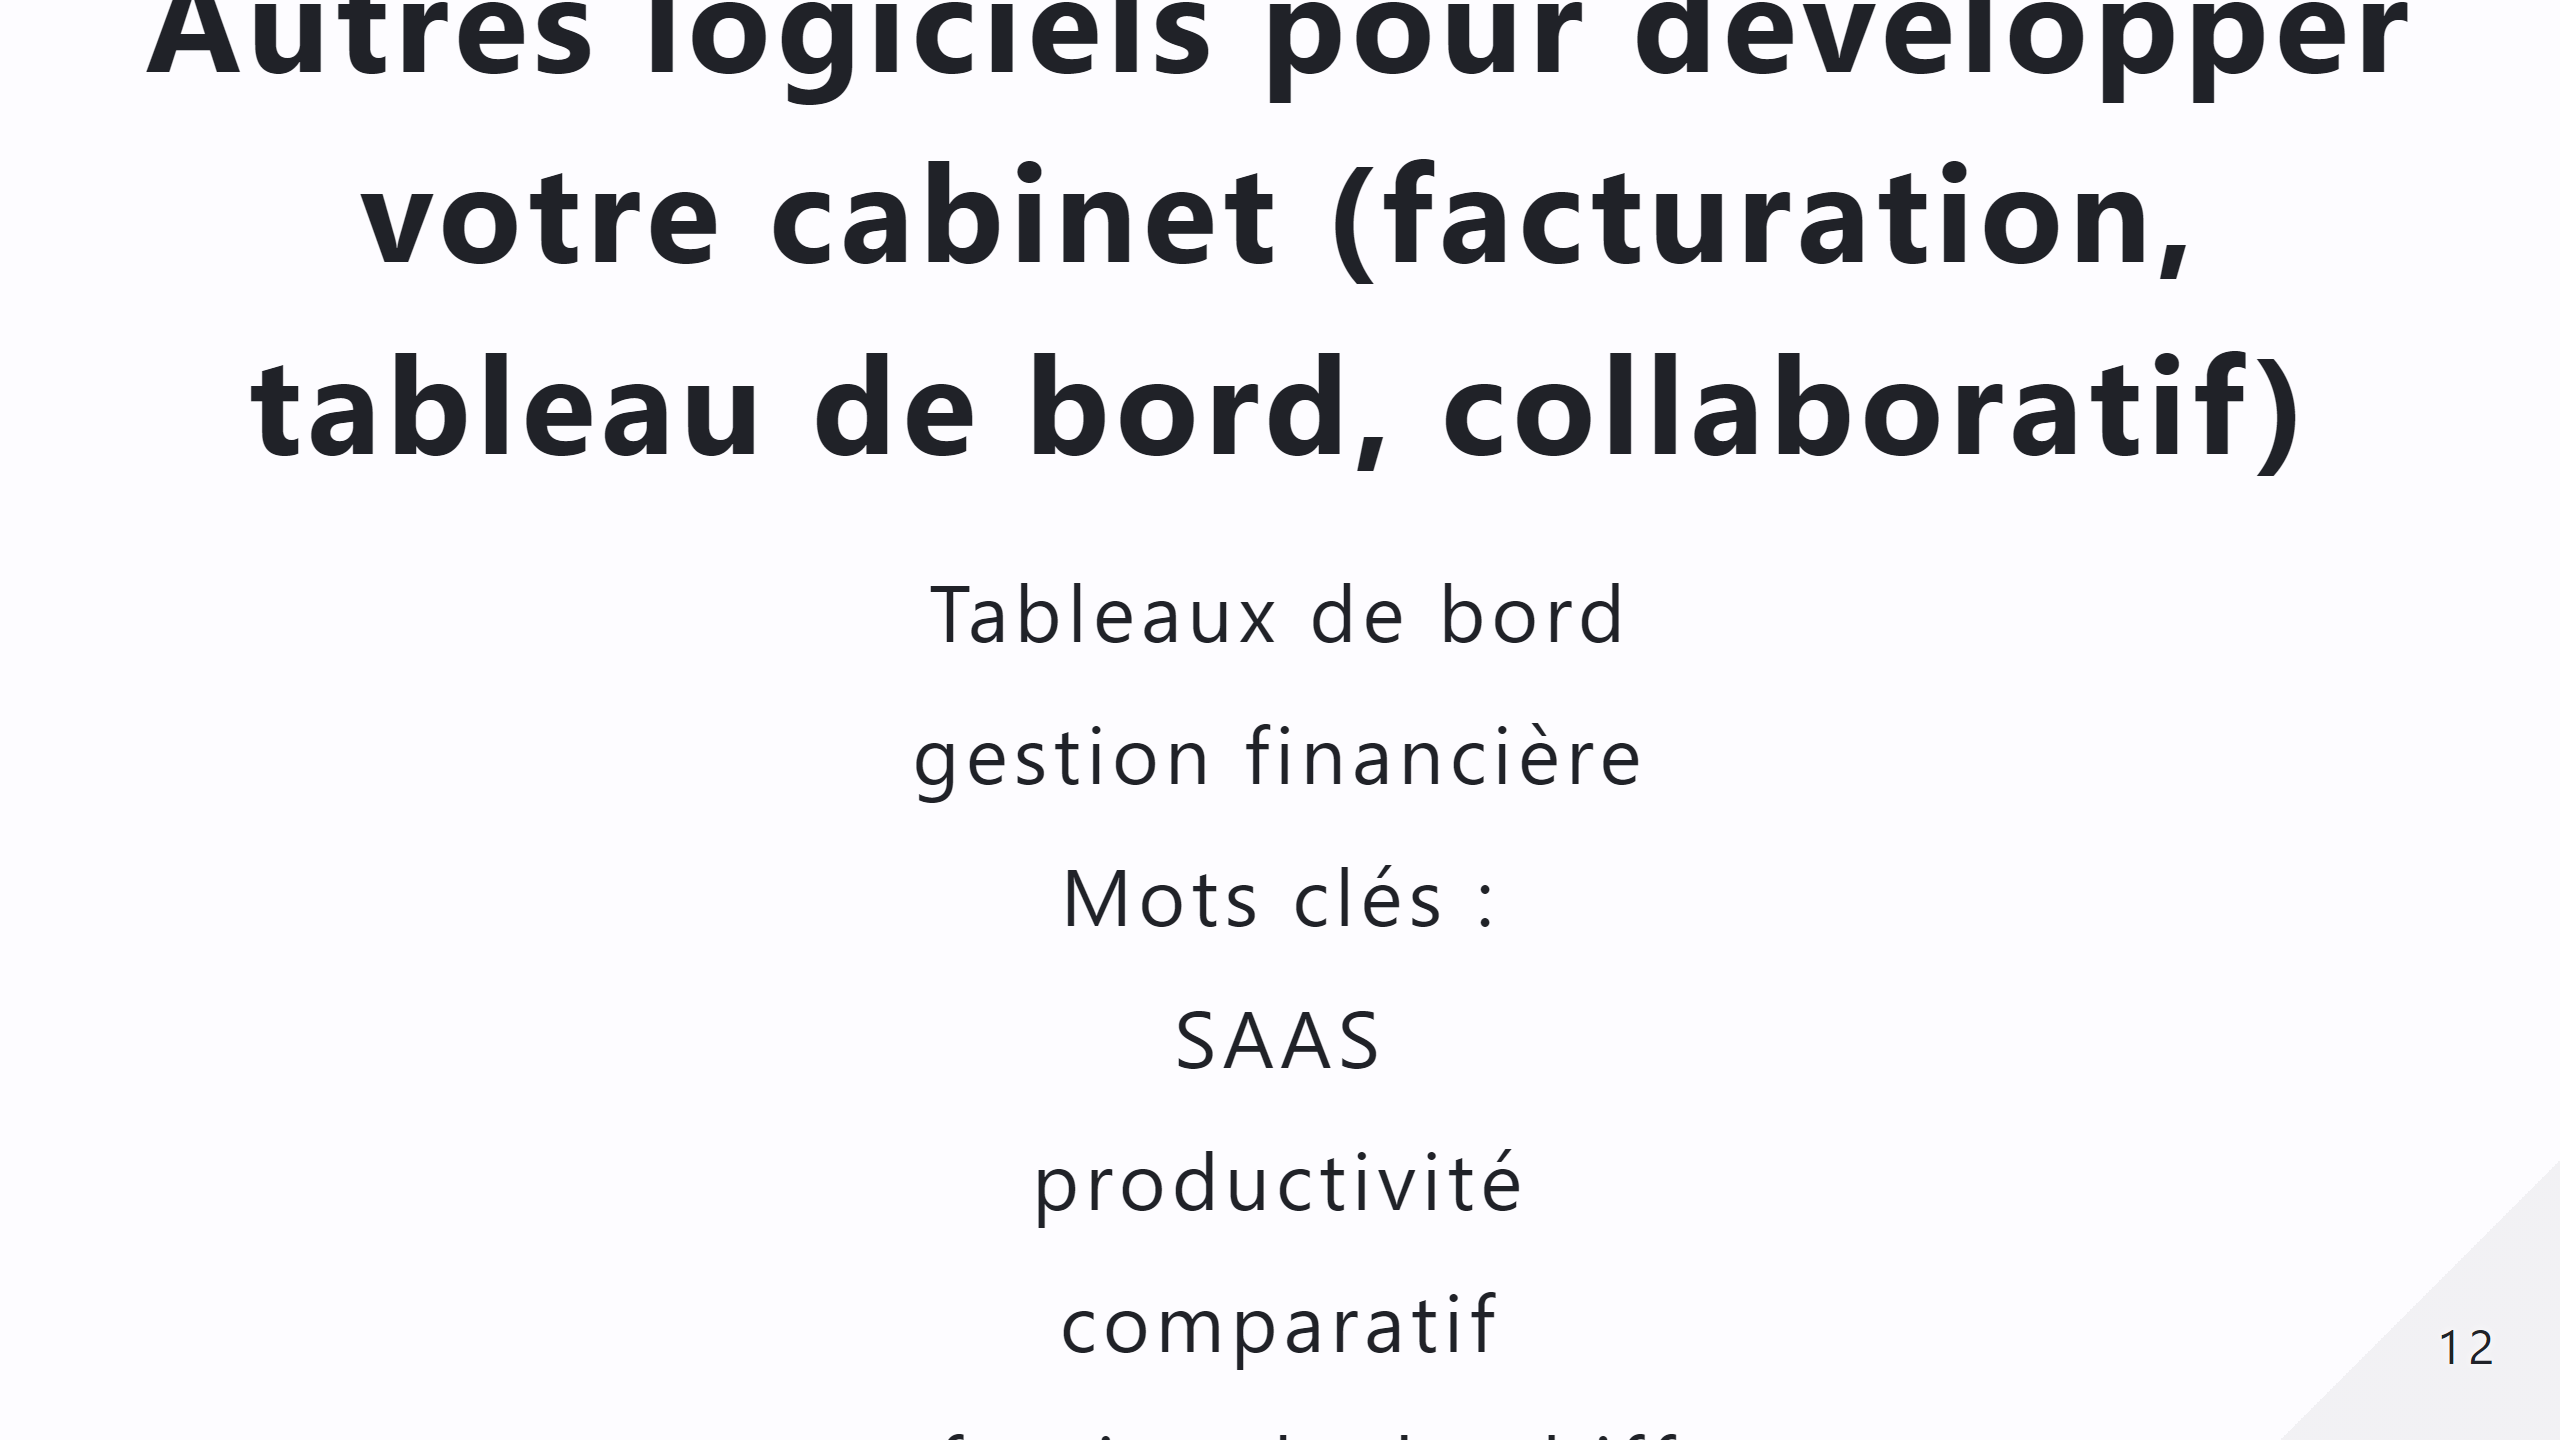 Autres logiciels pour développer
votre cabinet (facturation,
tableau de bord, collaboratif)
Tableaux de bord
gestion financière
Mots clés :
SAAS
productivité
comparatif
12